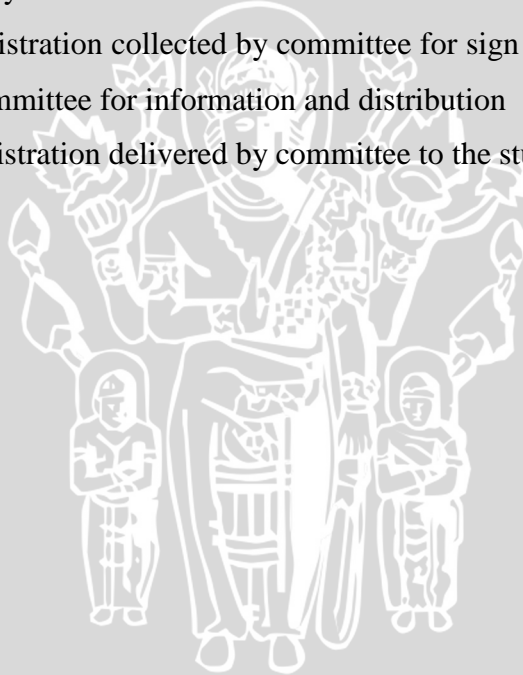 istration collected by committee for sign
mmittee for information and distribution
istration delivered by committee to the stu